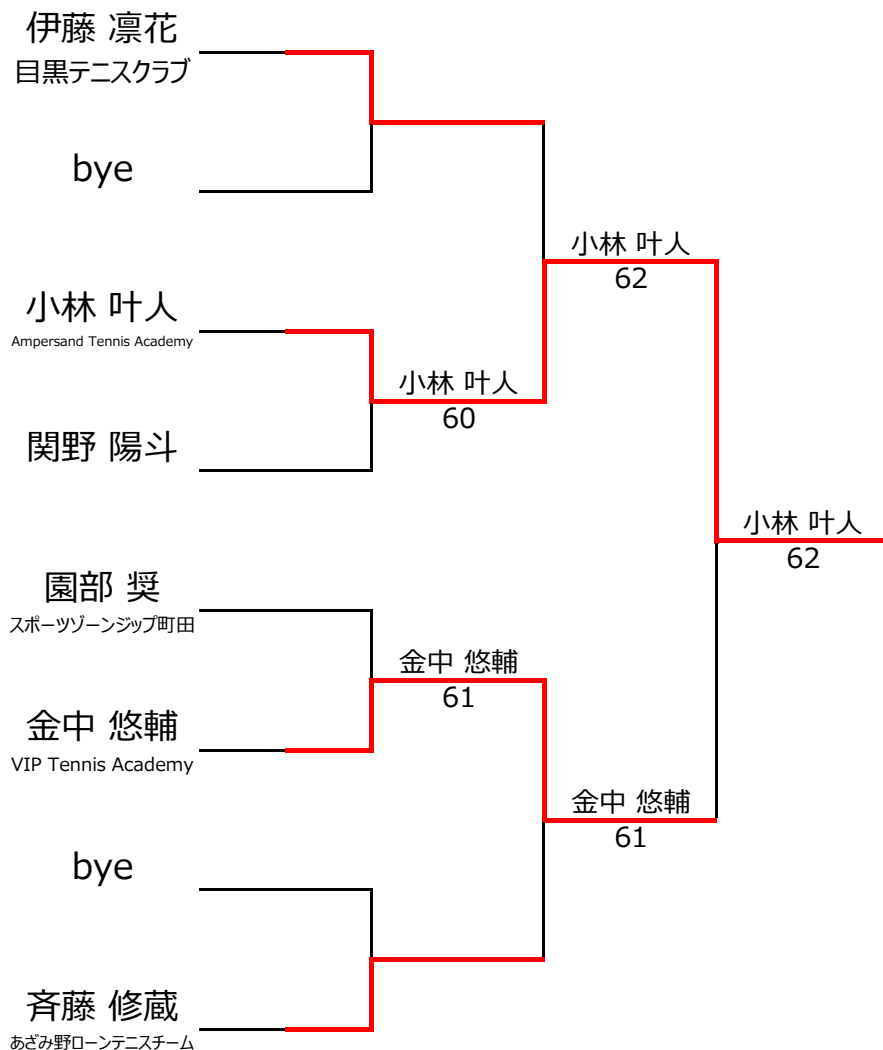 伊藤 凛花
目黒テニスクラブ
bye
小林 叶人
62
小林 叶人
Ampersand Tennis Academy
小林 叶人
60
関野 陽斗
小林 叶人
62
園部 奨
スポーツゾーンジップ町田
金中 悠輔
61
金中 悠輔
VIP Tennis Academy
金中 悠輔
61
bye
斉藤 修蔵
あざみ野ローンテニスチーム